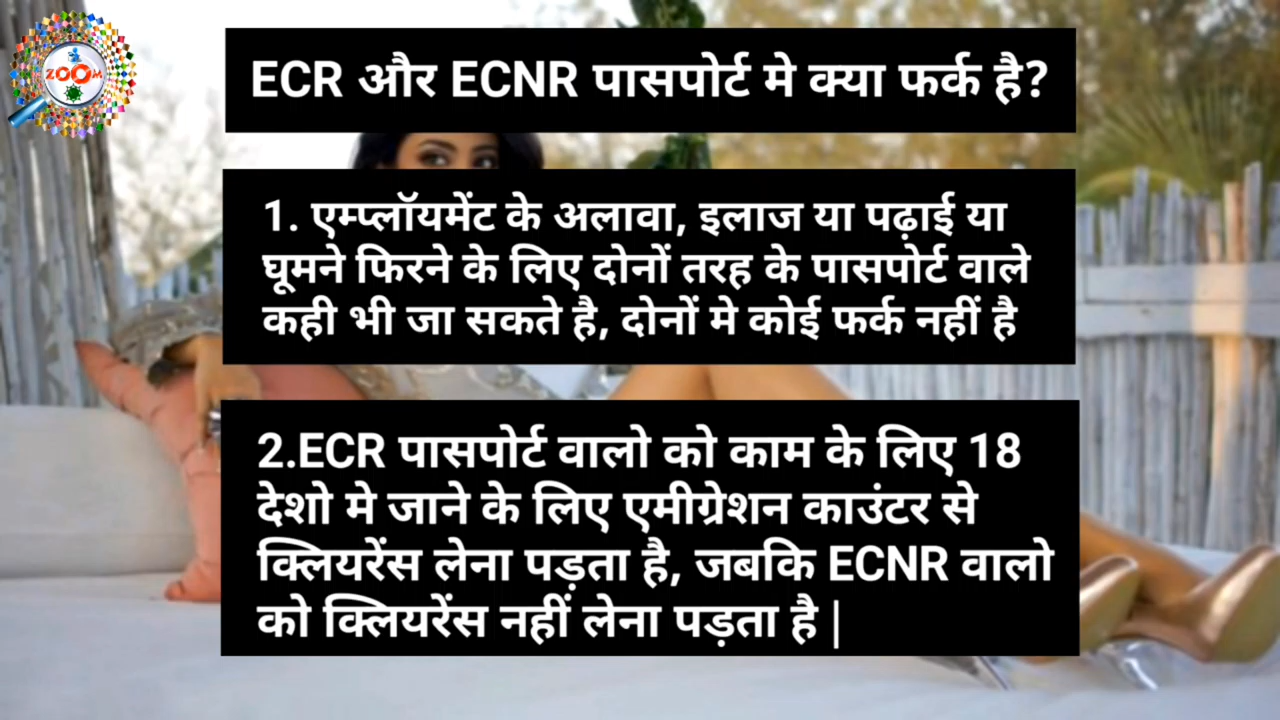 ZOOM
ECR और ECNR पासपोर्ट मे क्या फर्क है?
1. एम्प्लॉयमेंट के अलावा, इलाज या पढ़ाई या
घूमने फिरने के लिए दोनों तरह के पासपोर्ट वाले
कही भी जा सकते है, दोनों मे कोई फर्क नहीं है
2.ECR पासपोर्ट वालो को काम के लिए 18
देशो मे जाने के लिए एमीग्रेशन काउंटर से
क्लियरेंस लेना पड़ता है, जबकि ECNR वालो
को क्लियरेंस नहीं लेना पड़ता है |